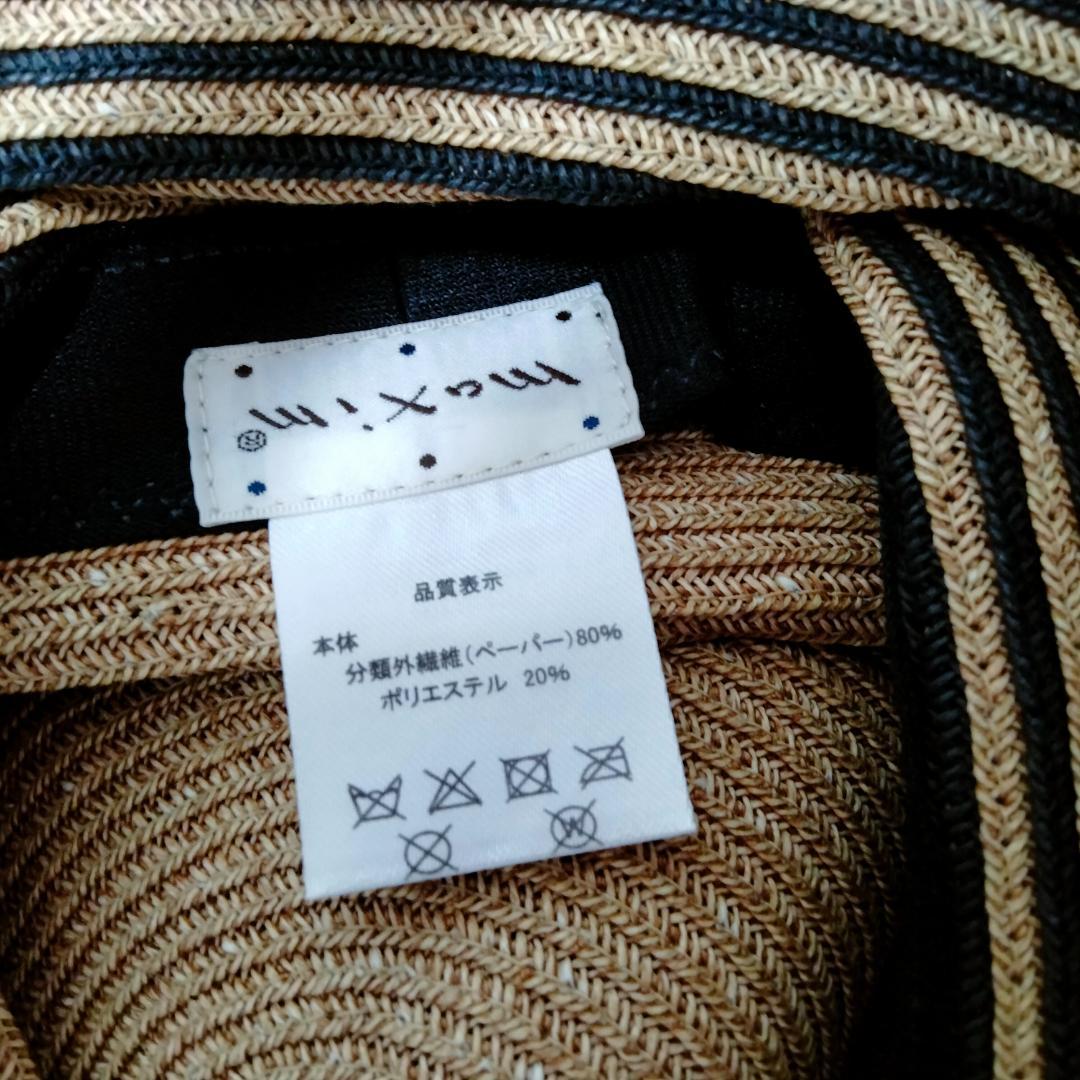 maxim®
品質表示
本体
分類外繊維(ペーパー)80%
ポリエステル 20%
W